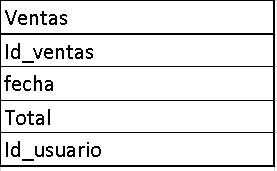 Ventas
Id_ventas
fecha
Total
Id_usuario